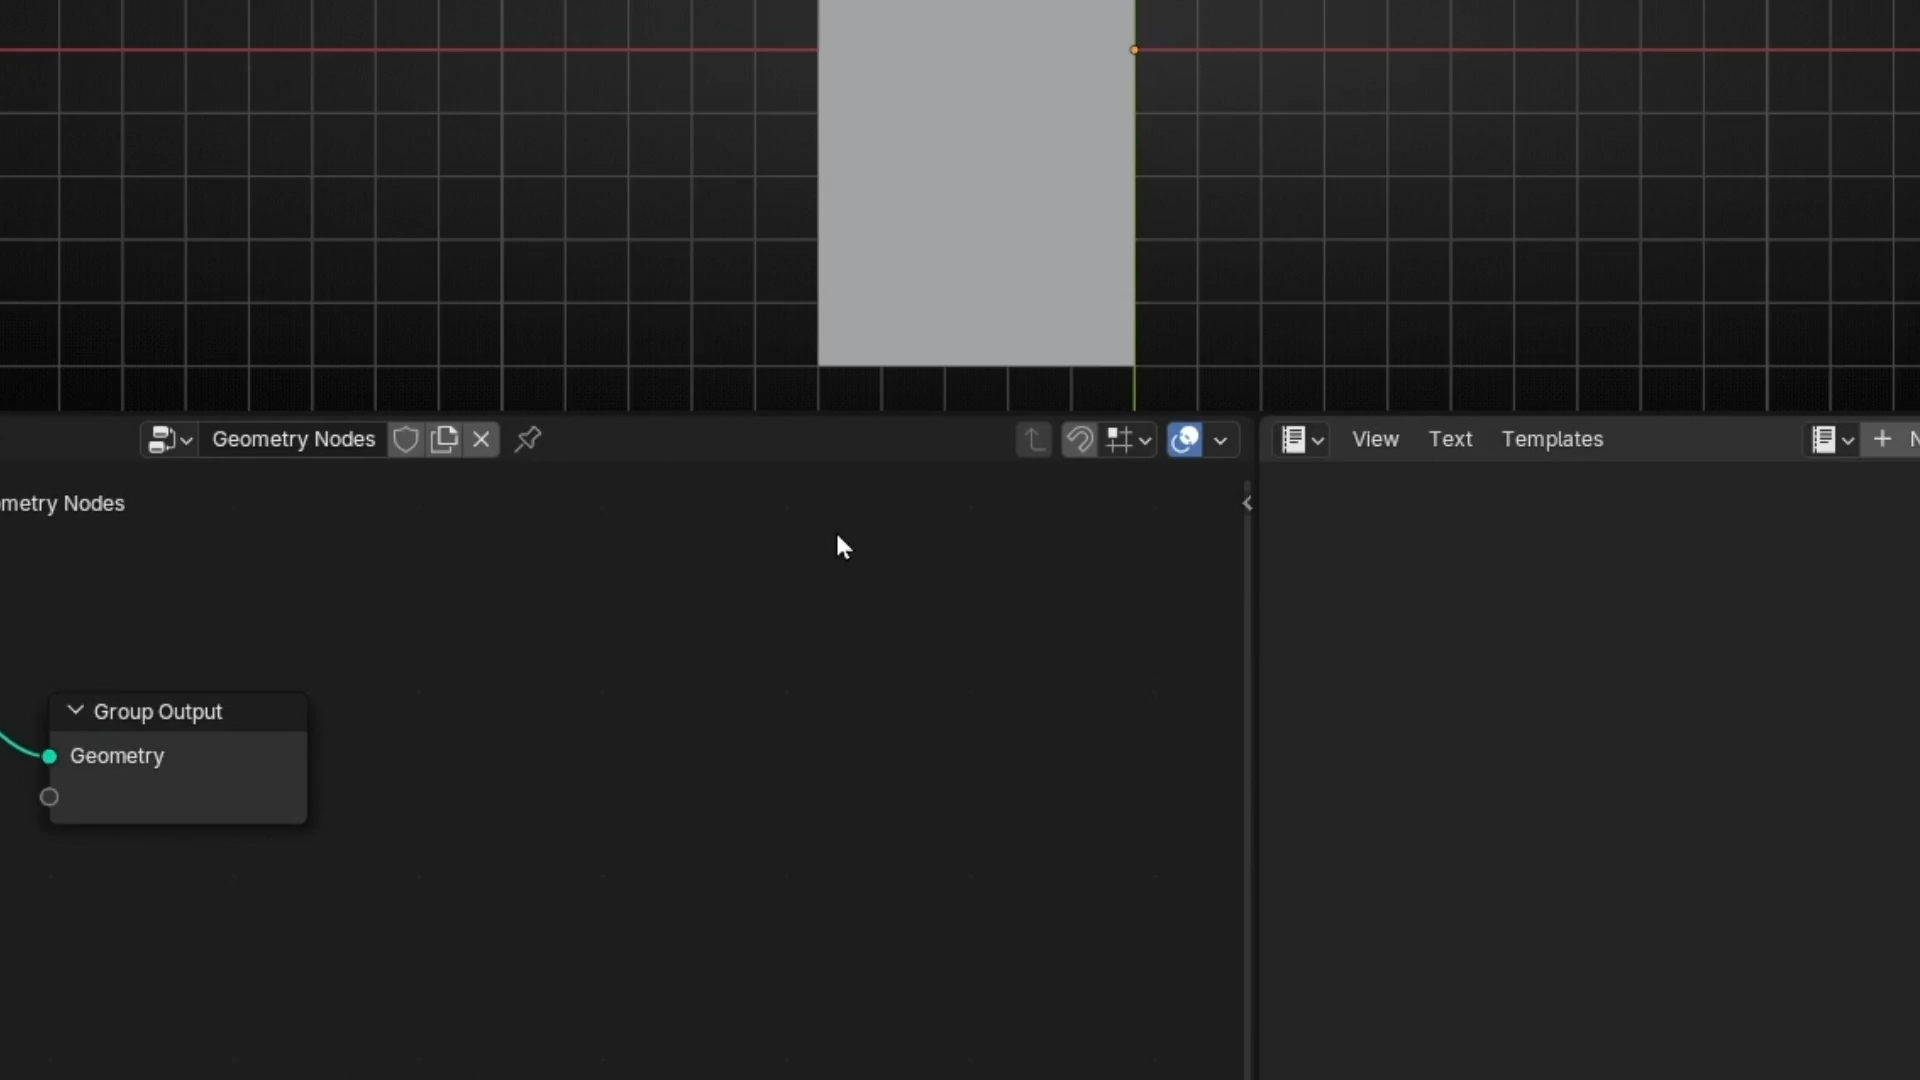 Geometry Nodes
View Text Templates
metry Nodes
Group Output
Geometry